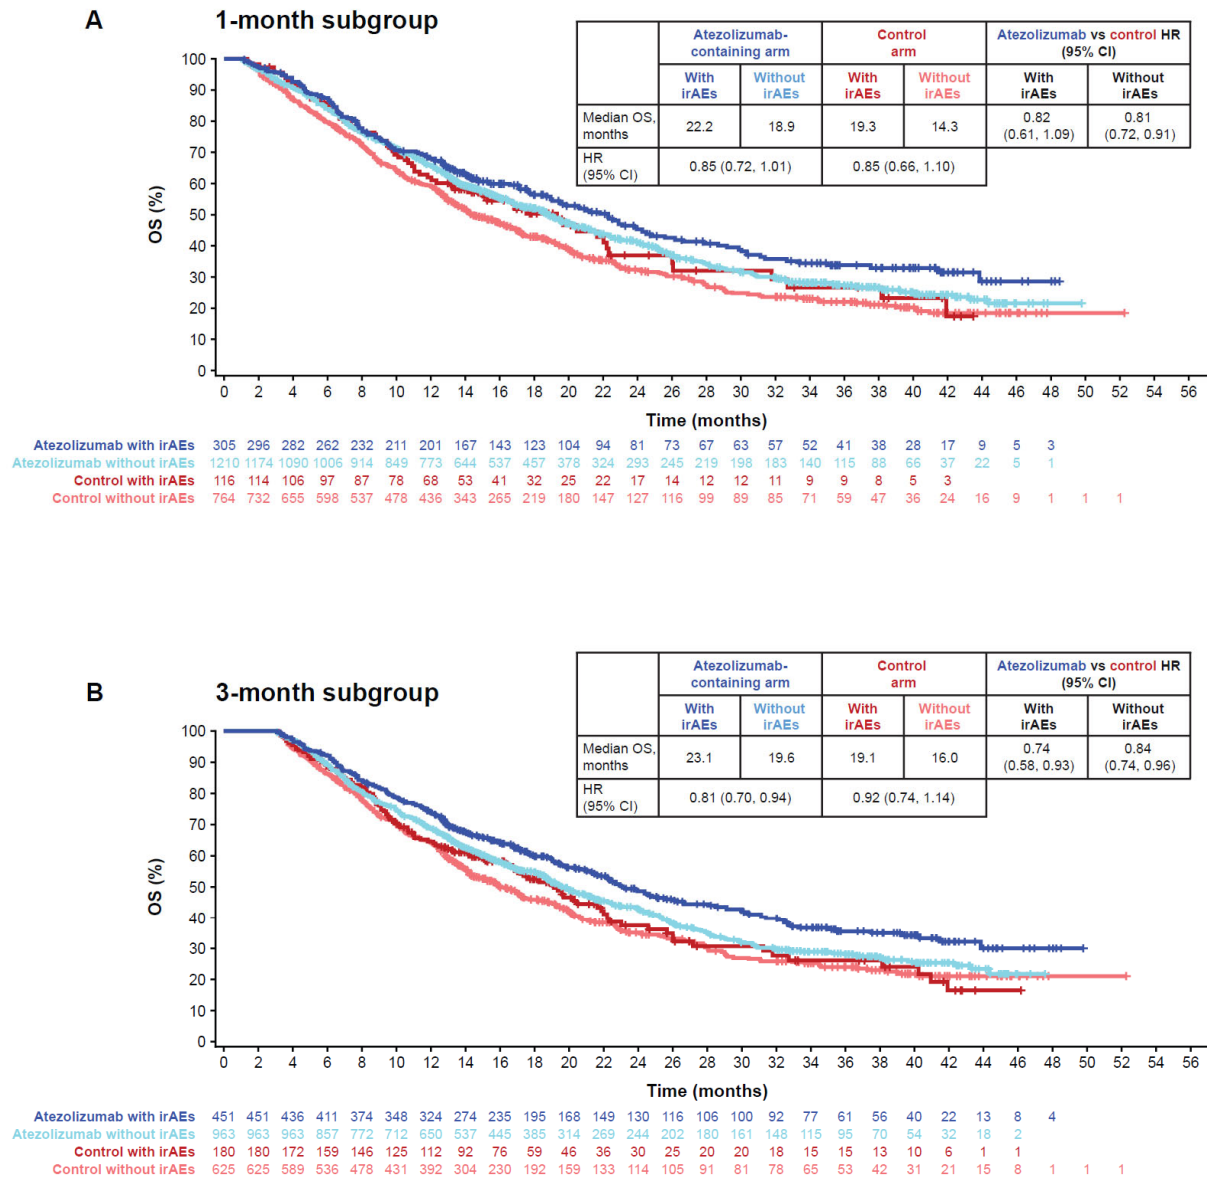 A
1-month subgroup
Atezolizumab-containing arm
Control arm
Atezolizumab vs control HR (95% CI)
With irAEs
Without irAEs
With irAEs
Without irAEs
With irAEs
Without irAEs
Median OS, months
22.2
18.9
19.3
14.3
0.82 (0.61, 1.09)
0.81 (0.72, 0.91)
HR (95% CI)
0.85 (0.72, 1.01)
0.85 (0.66, 1.10)
OS (%)
100
90
80
70
60
50
40
30
20
10
0
0 2 4 6 8 10 12 14 16 18 20 22 24 26 28 30 32 34 36 38 40 42 44 46 48 50 52 54 56
Time (months)
Atezolizumab with irAEs 305 296 282 262 232 211 201 167 143 123 104 94 81 73 67 63 57 52 41 38 28 17 9 5 3
Atezolizumab without irAEs 1210 1174 1090 1006 914 849 773 644 537 457 378 324 293 245 219 198 183 140 115 88 66 37 22 5 1
Control with irAEs 116 114 106 97 87 78 68 53 41 32 25 22 17 14 12 12 11 9 9 8 5 3
Control without irAEs 764 732 655 598 537 478 436 343 265 219 180 147 127 116 99 89 85 71 59 47 36 24 16 9 1 1 1
B
3-month subgroup
Atezolizumab-containing arm
Control arm
Atezolizumab vs control HR (95% CI)
With irAEs
Without irAEs
With irAEs
Without irAEs
With irAEs
Without irAEs
Median OS, months
23.1
19.6
19.1
16.0
0.74 (0.58, 0.93)
0.84 (0.74, 0.96)
HR (95% CI)
0.81 (0.70, 0.94)
0.92 (0.74, 1.14)
OS (%)
100
90
80
70
60
50
40
30
20
10
0
0 2 4 6 8 10 12 14 16 18 20 22 24 26 28 30 32 34 36 38 40 42 44 46 48 50 52 54 56
Time (months)
Atezolizumab with irAEs 451 451 436 411 374 348 324 274 235 195 168 149 130 116 106 100 92 77 61 56 40 22 13 8 4
Atezolizumab without irAEs 963 963 963 857 772 712 650 537 445 385 314 269 244 202 180 161 148 115 95 70 54 32 18 2
Control with irAEs 180 180 172 159 146 125 112 92 76 59 46 36 30 25 20 20 18 15 15 13 10 6 1 1
Control without irAEs 625 625 589 536 478 431 392 304 230 192 159 133 114 105 91 81 78 65 53 42 31 21 15 8 1 1 1